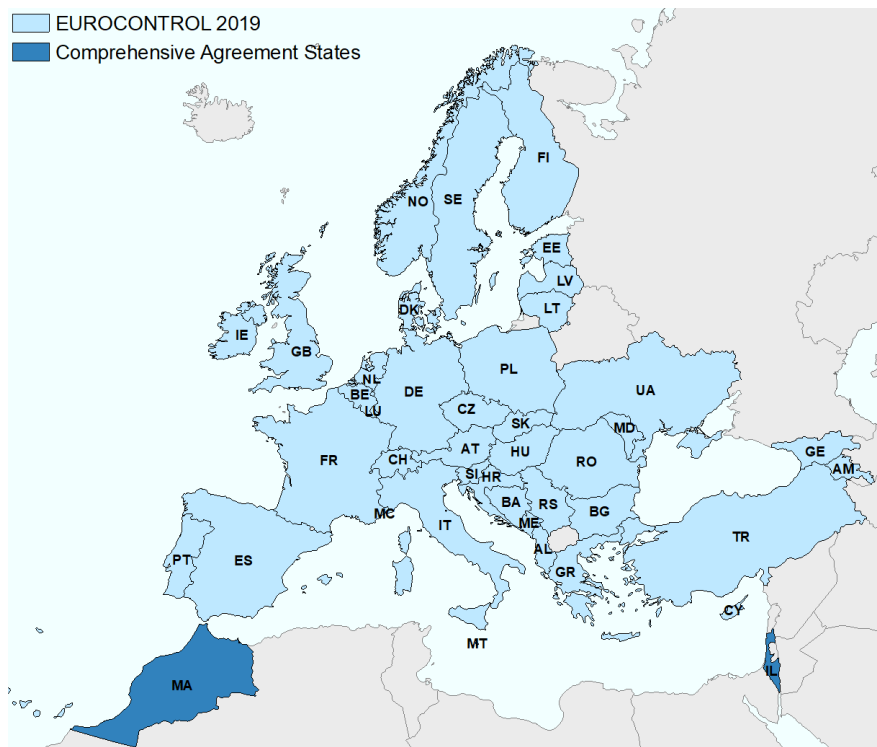 EUROCONTROL 2019
Comprehensive Agreement States
FI
NO
SE
EE
LV
LT
DK
IE
GB
NL
BE
LU
DE
PL
UA
CZ
SK
MD
AT
HU
FR
CH
RO
SI
HR
GE
AM
BA
RS
BG
MC
IT
ME
TR
AL
PT
ES
GR
CY
MT
MA
IL